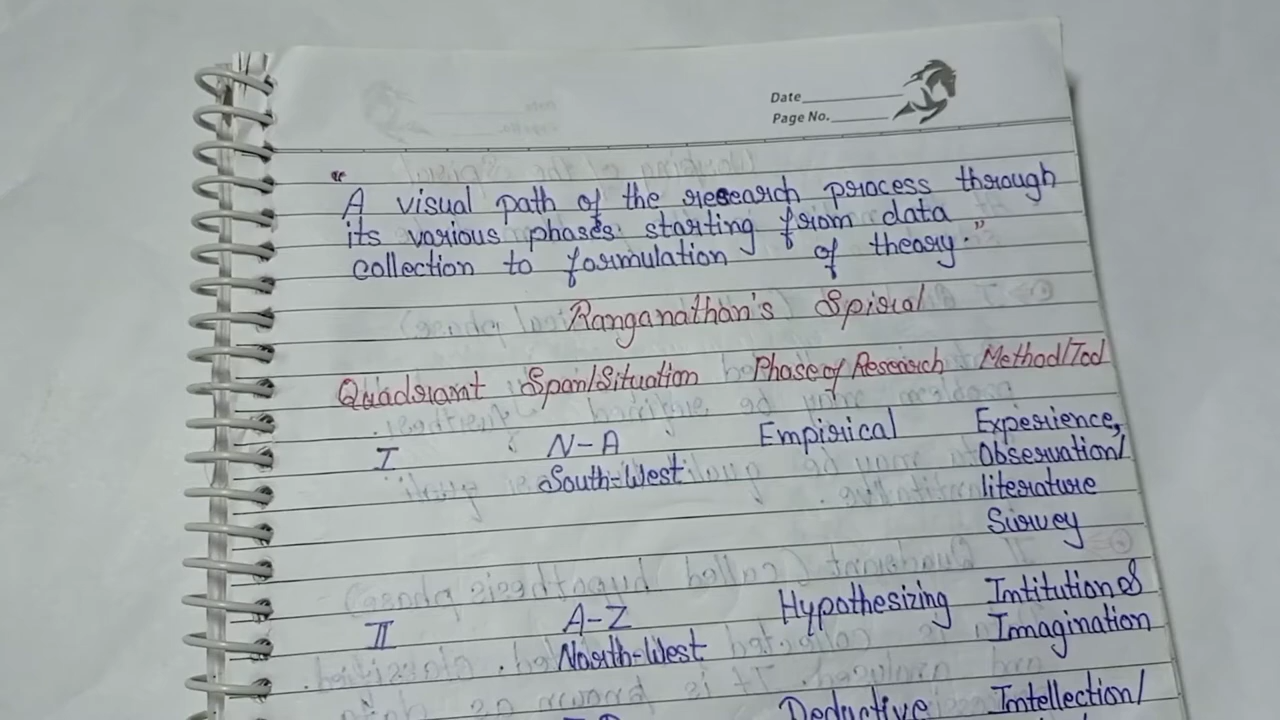 Date
Page No.
"A visual path of the research process through
its various phases starting from data
collection to formulation of theory."
Ranganathan's Spiral
Quadrant Span/Situation Phase of Research Method/Tool
I N-A Empirical Experience,
South-West Observation/
literature
Survey
II A-Z Hypothesizing Intitution &
North-West Imagination
Deductive Intellection/